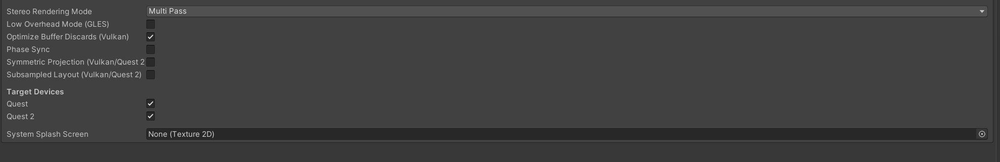 Stereo Rendering Mode Multi Pass
Low Overhead Mode (GLES)
Optimize Buffer Discards (Vulkan)
Phase Sync
Symmetric Projection (Vulkan/Quest 2
Subsampled Layout (Vulkan/Quest 2)
Target Devices
Quest
Quest 2
System Splash Screen None (Texture 2D)